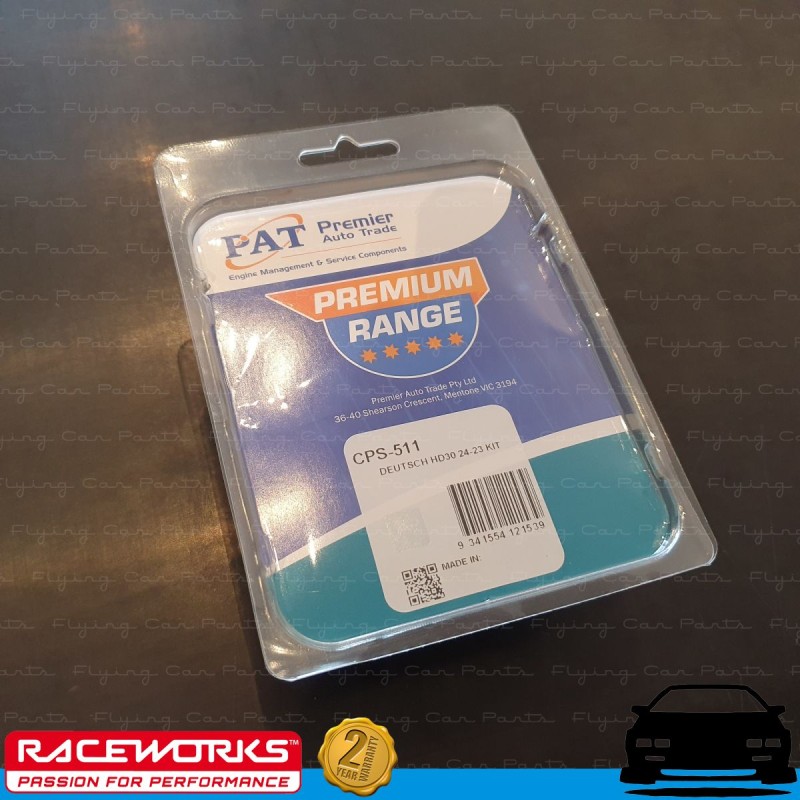 PAT Premier
Auto Trade
Engine Management & Service Components
PREMIUM
RANGE
Premier Auto Trade Pty Ltd
36-40 Shearson Crescent, Mentone VIC 3194
CPS-511
DEUTSCH HD30 24-23 KIT
9 341554 121539
MADE IN:
Flying Car Parts
RACEWORKS™
PASSION FOR PERFORMANCE
2
YEAR WARRANTY